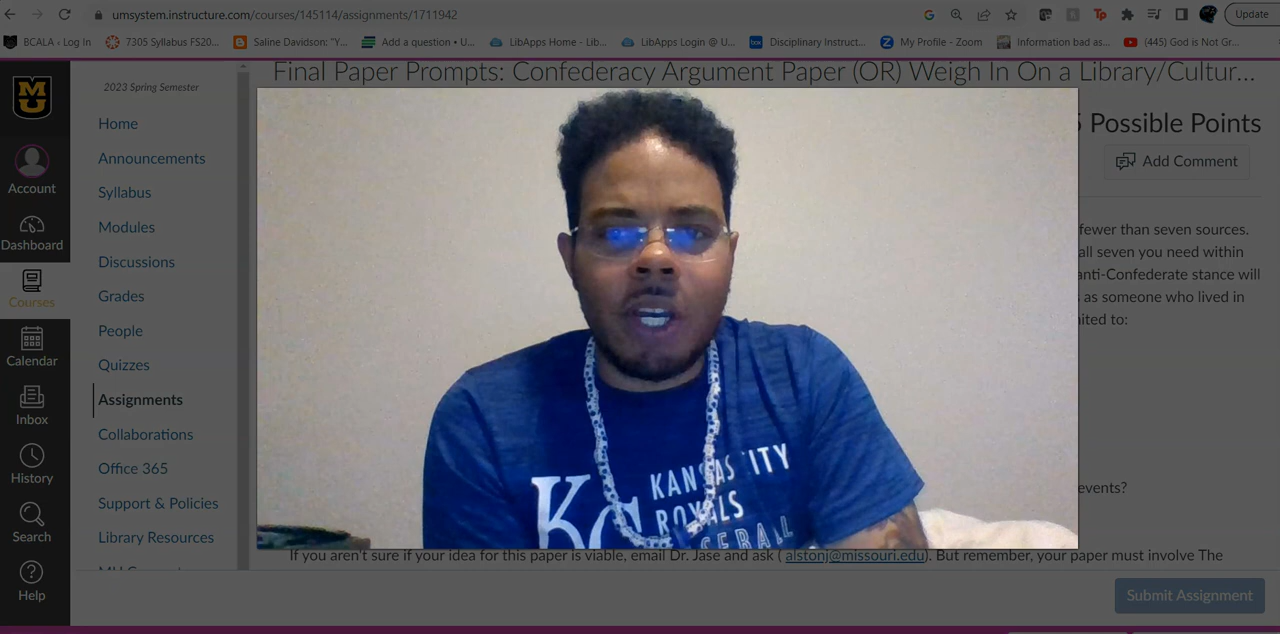 umsystem.instructure.com/courses/145114/assignments/1711942
Update
BCALA ‹ Log In
7305 Syllabus FS20...
Saline Davidson: "Y...
Add a question • U...
LibApps Home - Lib...
LibApps Login @ U...
box
Disciplinary Instruct...
My Profile - Zoom
Information bad as...
(445) God is Not Gr...
Final Paper Prompts: Confederacy Argument Paper (OR) Weigh In On a Library/Cultur...
2023 Spring Semester
Possible Points
Add Comment
Home
Announcements
Syllabus
Modules
Discussions
Grades
People
Quizzes
Assignments
Collaborations
Office 365
Support & Policies
Library Resources
Account
Dashboard
Courses
Calendar
Inbox
History
Search
Help
fewer than seven sources.
all seven you need within
anti-Confederate stance will
as someone who lived in
events?
KC
KANSAS CITY
ROYALS
BASEBALL
If you aren't sure if your idea for this paper is viable, email Dr. Jase and ask ( alstonj@missouri.edu). But remember, your paper must involve The
Submit Assignment